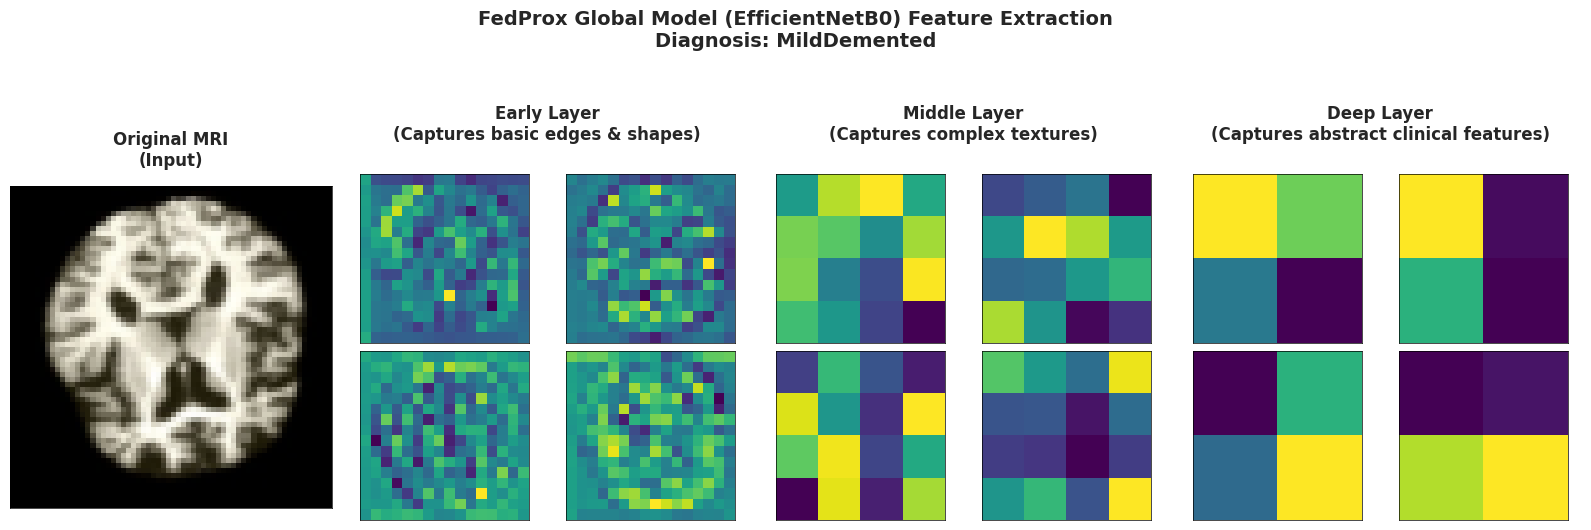 FedProx Global Model (EfficientNetB0) Feature Extraction
Diagnosis: MildDemented
Original MRI
(Input)
Early Layer
(Captures basic edges & shapes)
Middle Layer
(Captures complex textures)
Deep Layer
(Captures abstract clinical features)